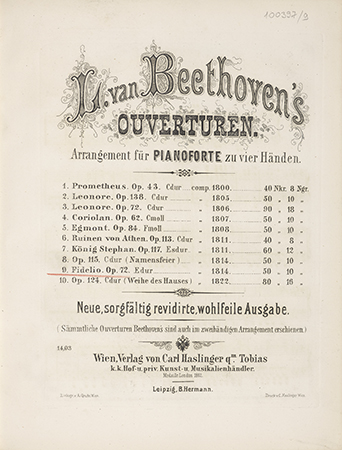 100397/9
L. van Beethoven's
OUVERTUREN.
Arrangement für PIANOFORTE zu vier Händen.
1. Prometheus. Op. 43. Cdur comp. 1800. 40 Nkr. 8 Ngr.
2. Leonore. Op. 138. Cdur „ 1805. 50 „ 10 „
3. Leonore. Op. 72. Cdur „ 1806. 90 „ 18 „
4. Coriolan. Op. 62. Cmoll „ 1807. 50 „ 10 „
5. Egmont. Op. 84. Fmoll „ 1808. 50 „ 10 „
6. Ruinen von Athen. Op. 113. Cdur „ 1811. 40 „ 8 „
7. König Stephan. Op. 117. Esdur „ 1811. 60 „ 12 „
8. Op. 115. Cdur (Namensfeier) „ 1814. 50 „ 10 „
9. Fidelio. Op. 72. Edur „ 1814. 50 „ 10 „
10. Op. 124. Cdur (Weihe des Hauses) „ 1822. 80 „ 16 „
Neue, sorgfältig revidirte, wohlfeile Ausgabe.
(Sämmtliche Ouverturen Beethoven's sind auch im zweihändigen Arrangement erschienen.)
14,03
Wien, Verlag von Carl Haslinger qm Tobias
k. k. Hof- u. priv. Kunst- u. Musikalienhändler.
Medaille London 1862.
Leipzig, B. Hermann.